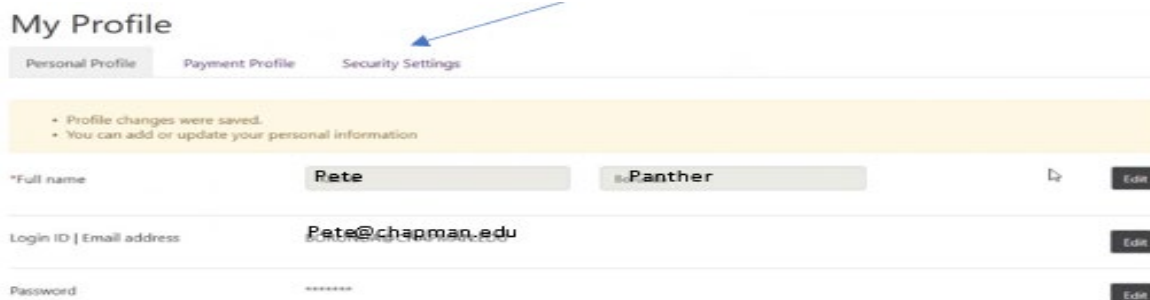 My Profile
Personal Profile Payment Profile Security Settings
• Profile changes were saved.
• You can add or update your personal information
*Full name Pete Panther Edit
Login ID | Email address Pete@chapman.edu Edit
Password ******* Edit